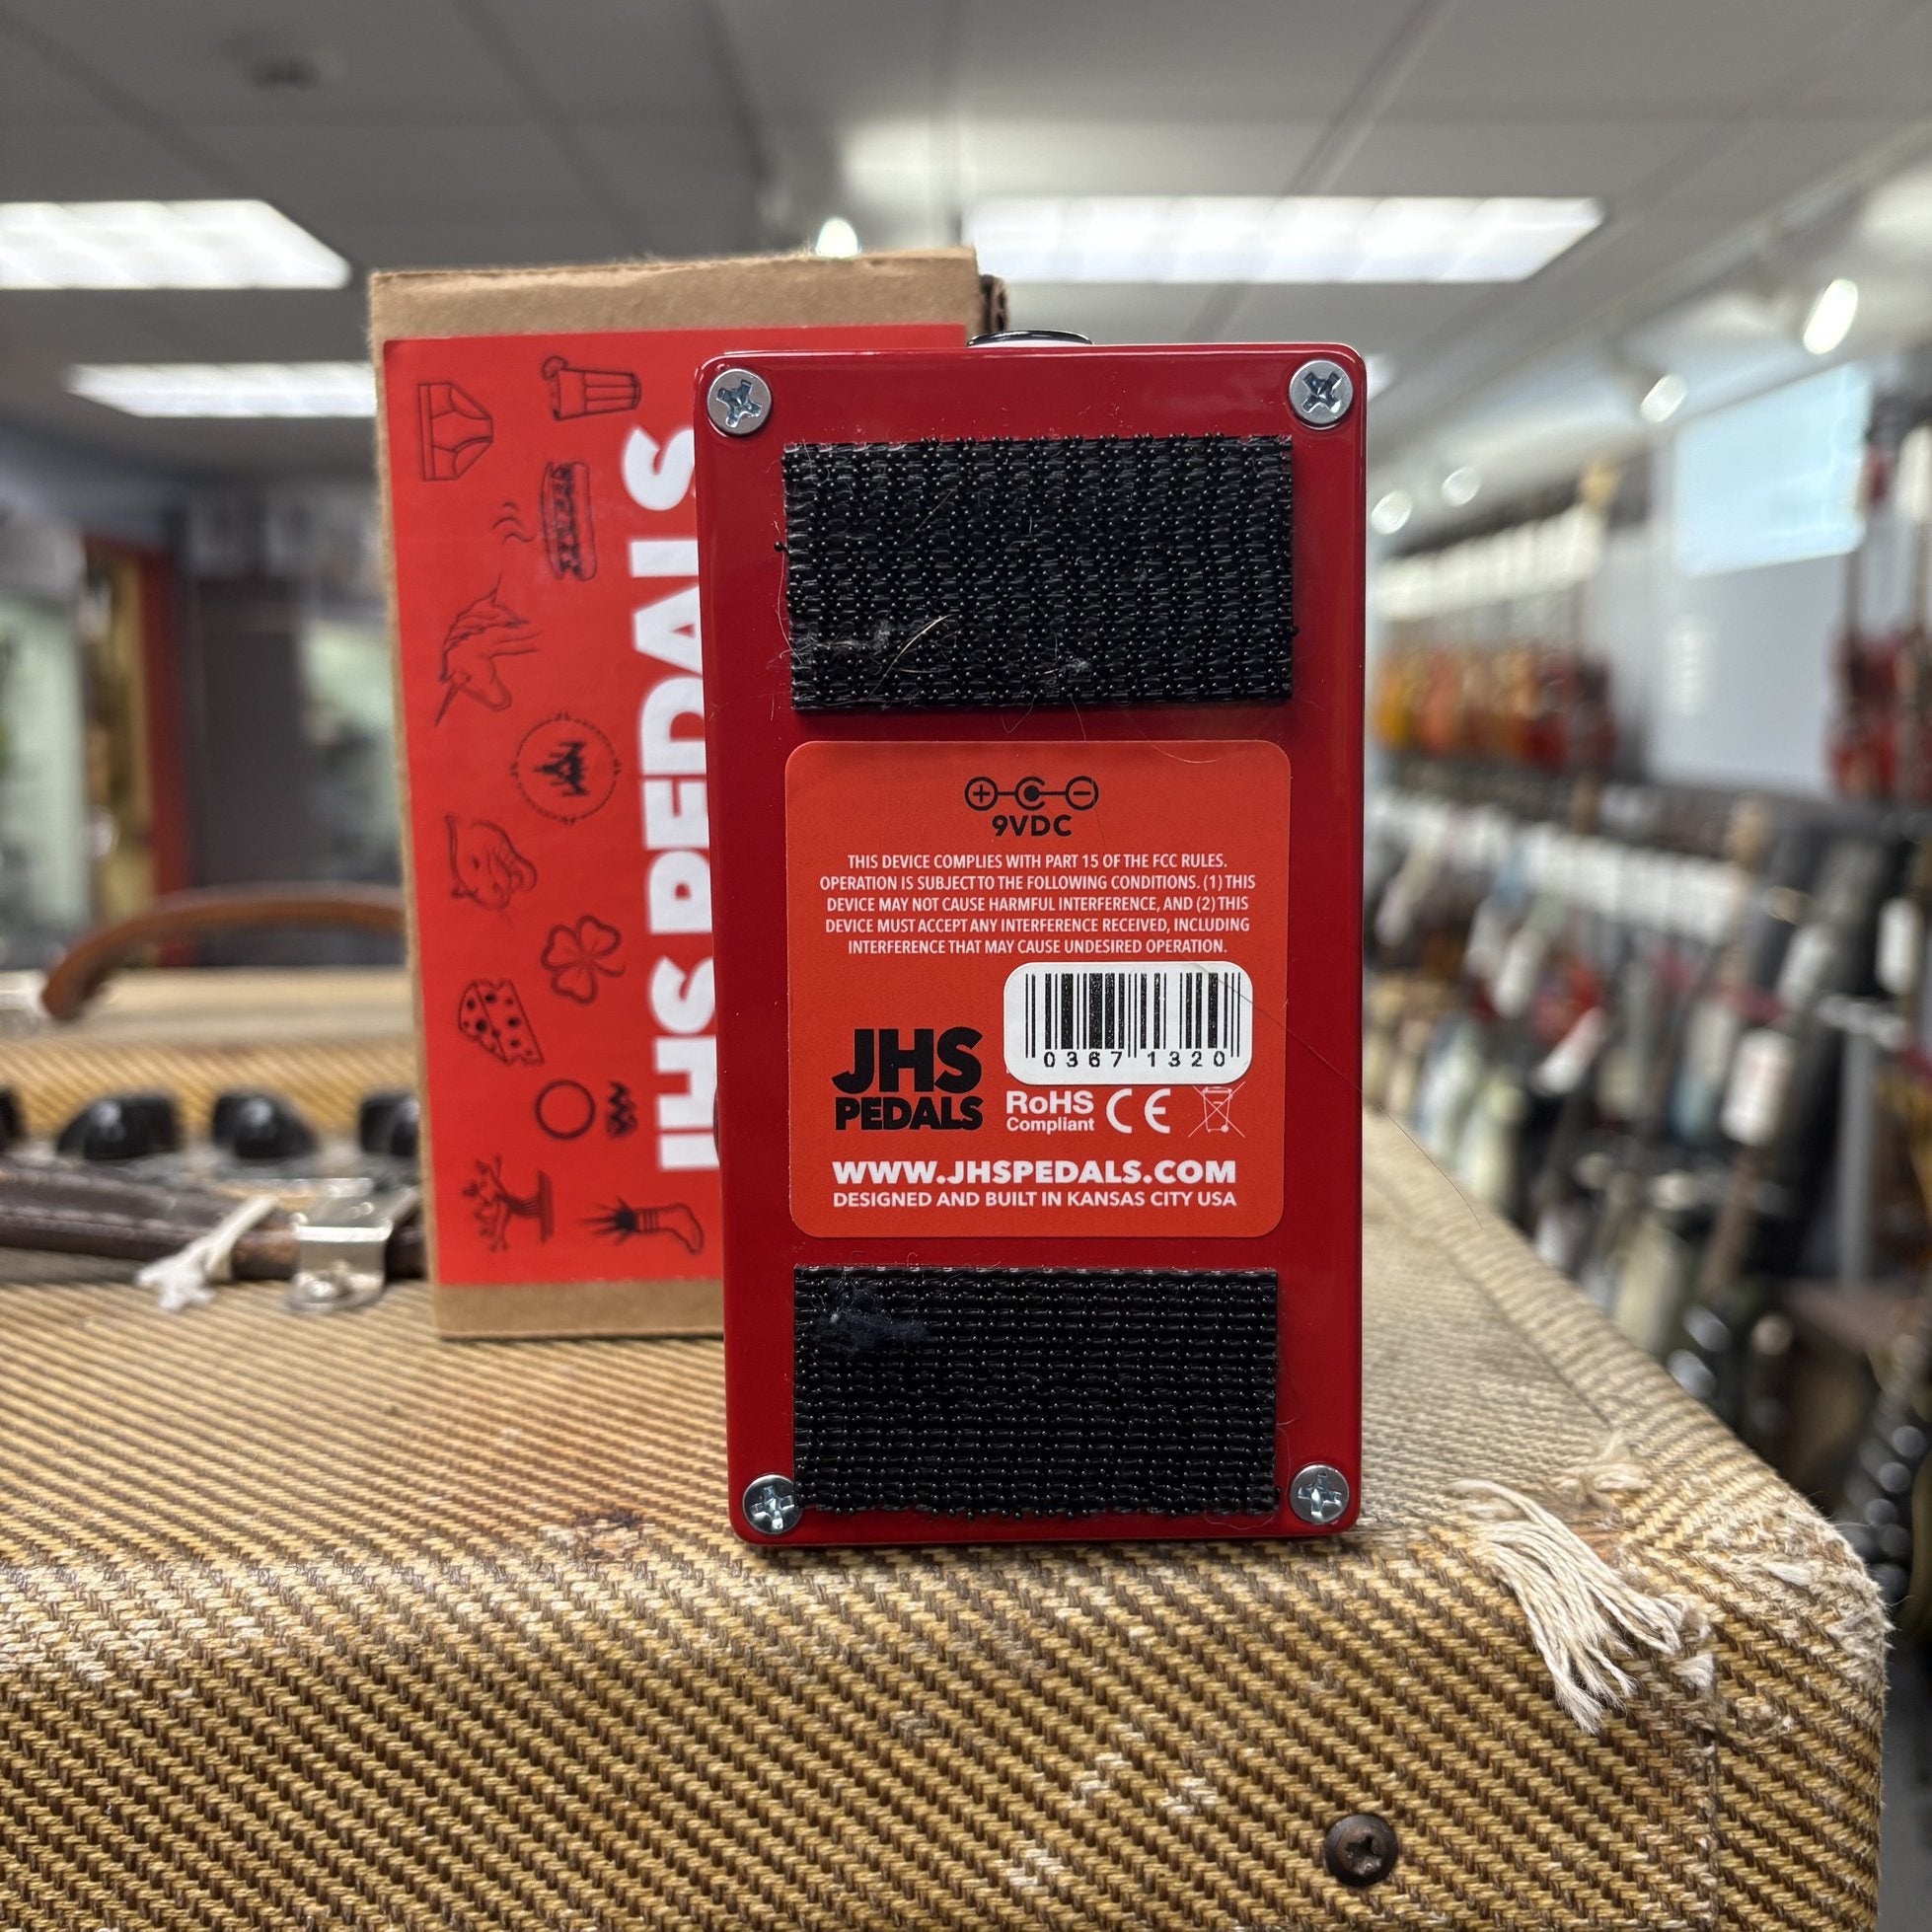 JHS PEDALS
9VDC
THIS DEVICE COMPLIES WITH PART 15 OF THE FCC RULES.
OPERATION IS SUBJECT TO THE FOLLOWING CONDITIONS. (1) THIS
DEVICE MAY NOT CAUSE HARMFUL INTERFERENCE, AND (2) THIS
DEVICE MUST ACCEPT ANY INTERFERENCE RECEIVED, INCLUDING
INTERFERENCE THAT MAY CAUSE UNDESIRED OPERATION.
0367 1320
JHS
PEDALS
RoHS
Compliant
CE
WWW.JHSPEDALS.COM
DESIGNED AND BUILT IN KANSAS CITY USA